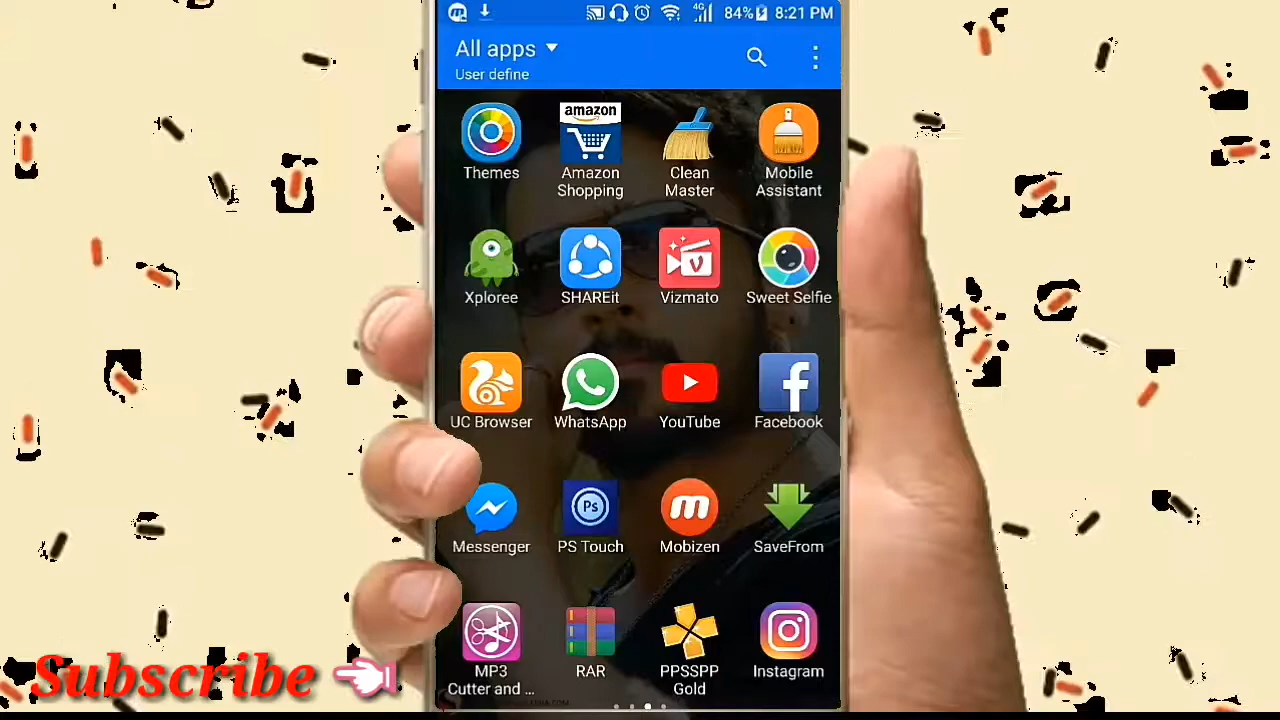 4G 84% 8:21 PM
All apps
User define
amazon
Themes Amazon Shopping Clean Master Mobile Assistant
Xploree SHAREit Vizmato Sweet Selfie
UC Browser WhatsApp YouTube Facebook
Ps
Messenger PS Touch Mobizen SaveFrom
MP3 Cutter and ... RAR PPSSPP Gold Instagram
Subscribe